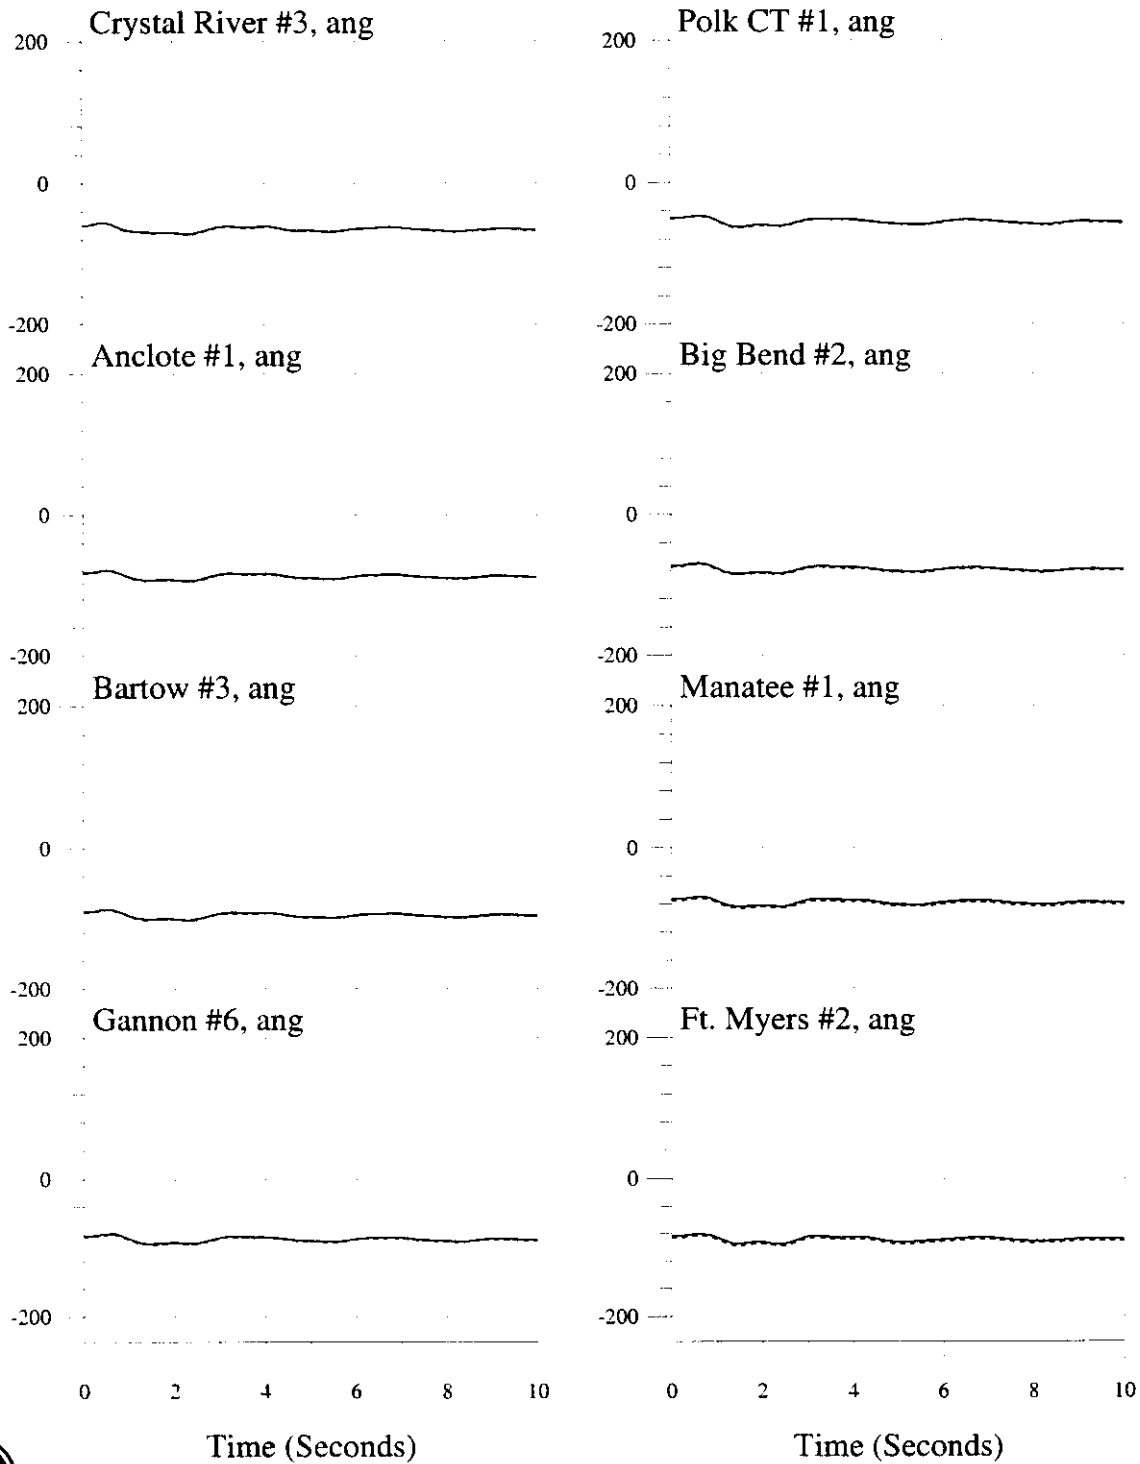 Crystal River #3, ang
200
0
-200
Anclote #1, ang
200
0
-200
Bartow #3, ang
200
0
-200
Gannon #6, ang
200
0
-200
0 2 4 6 8 10
Time (Seconds)
Polk CT #1, ang
200
0
-200
Big Bend #2, ang
200
0
-200
Manatee #1, ang
200
0
-200
Ft. Myers #2, ang
200
0
-200
0 2 4 6 8 10
Time (Seconds)